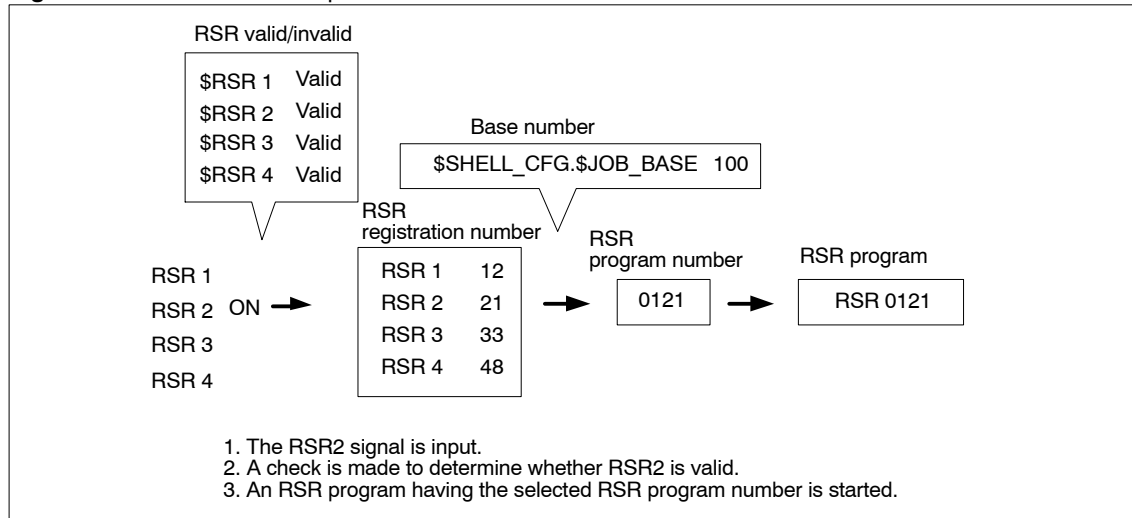 RSR valid/invalid
$RSR 1 Valid
$RSR 2 Valid
$RSR 3 Valid
$RSR 4 Valid
Base number
$SHELL_CFG.$JOB_BASE 100
RSR 1
RSR 2 ON
RSR 3
RSR 4
RSR
registration number
RSR 1 12
RSR 2 21
RSR 3 33
RSR 4 48
RSR
program number
0121
RSR program
RSR 0121
1. The RSR2 signal is input.
2. A check is made to determine whether RSR2 is valid.
3. An RSR program having the selected RSR program number is started.